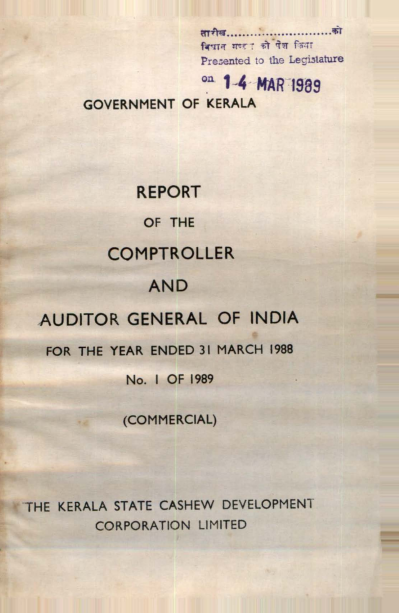 तारीख..............................को
विधान मण्डल को पेश किया
Presented to the Legislature
on 14 MAR 1989
GOVERNMENT OF KERALA
REPORT
OF THE
COMPTROLLER
AND
AUDITOR GENERAL OF INDIA
FOR THE YEAR ENDED 31 MARCH 1988
No. 1 OF 1989
(COMMERCIAL)
THE KERALA STATE CASHEW DEVELOPMENT
CORPORATION LIMITED